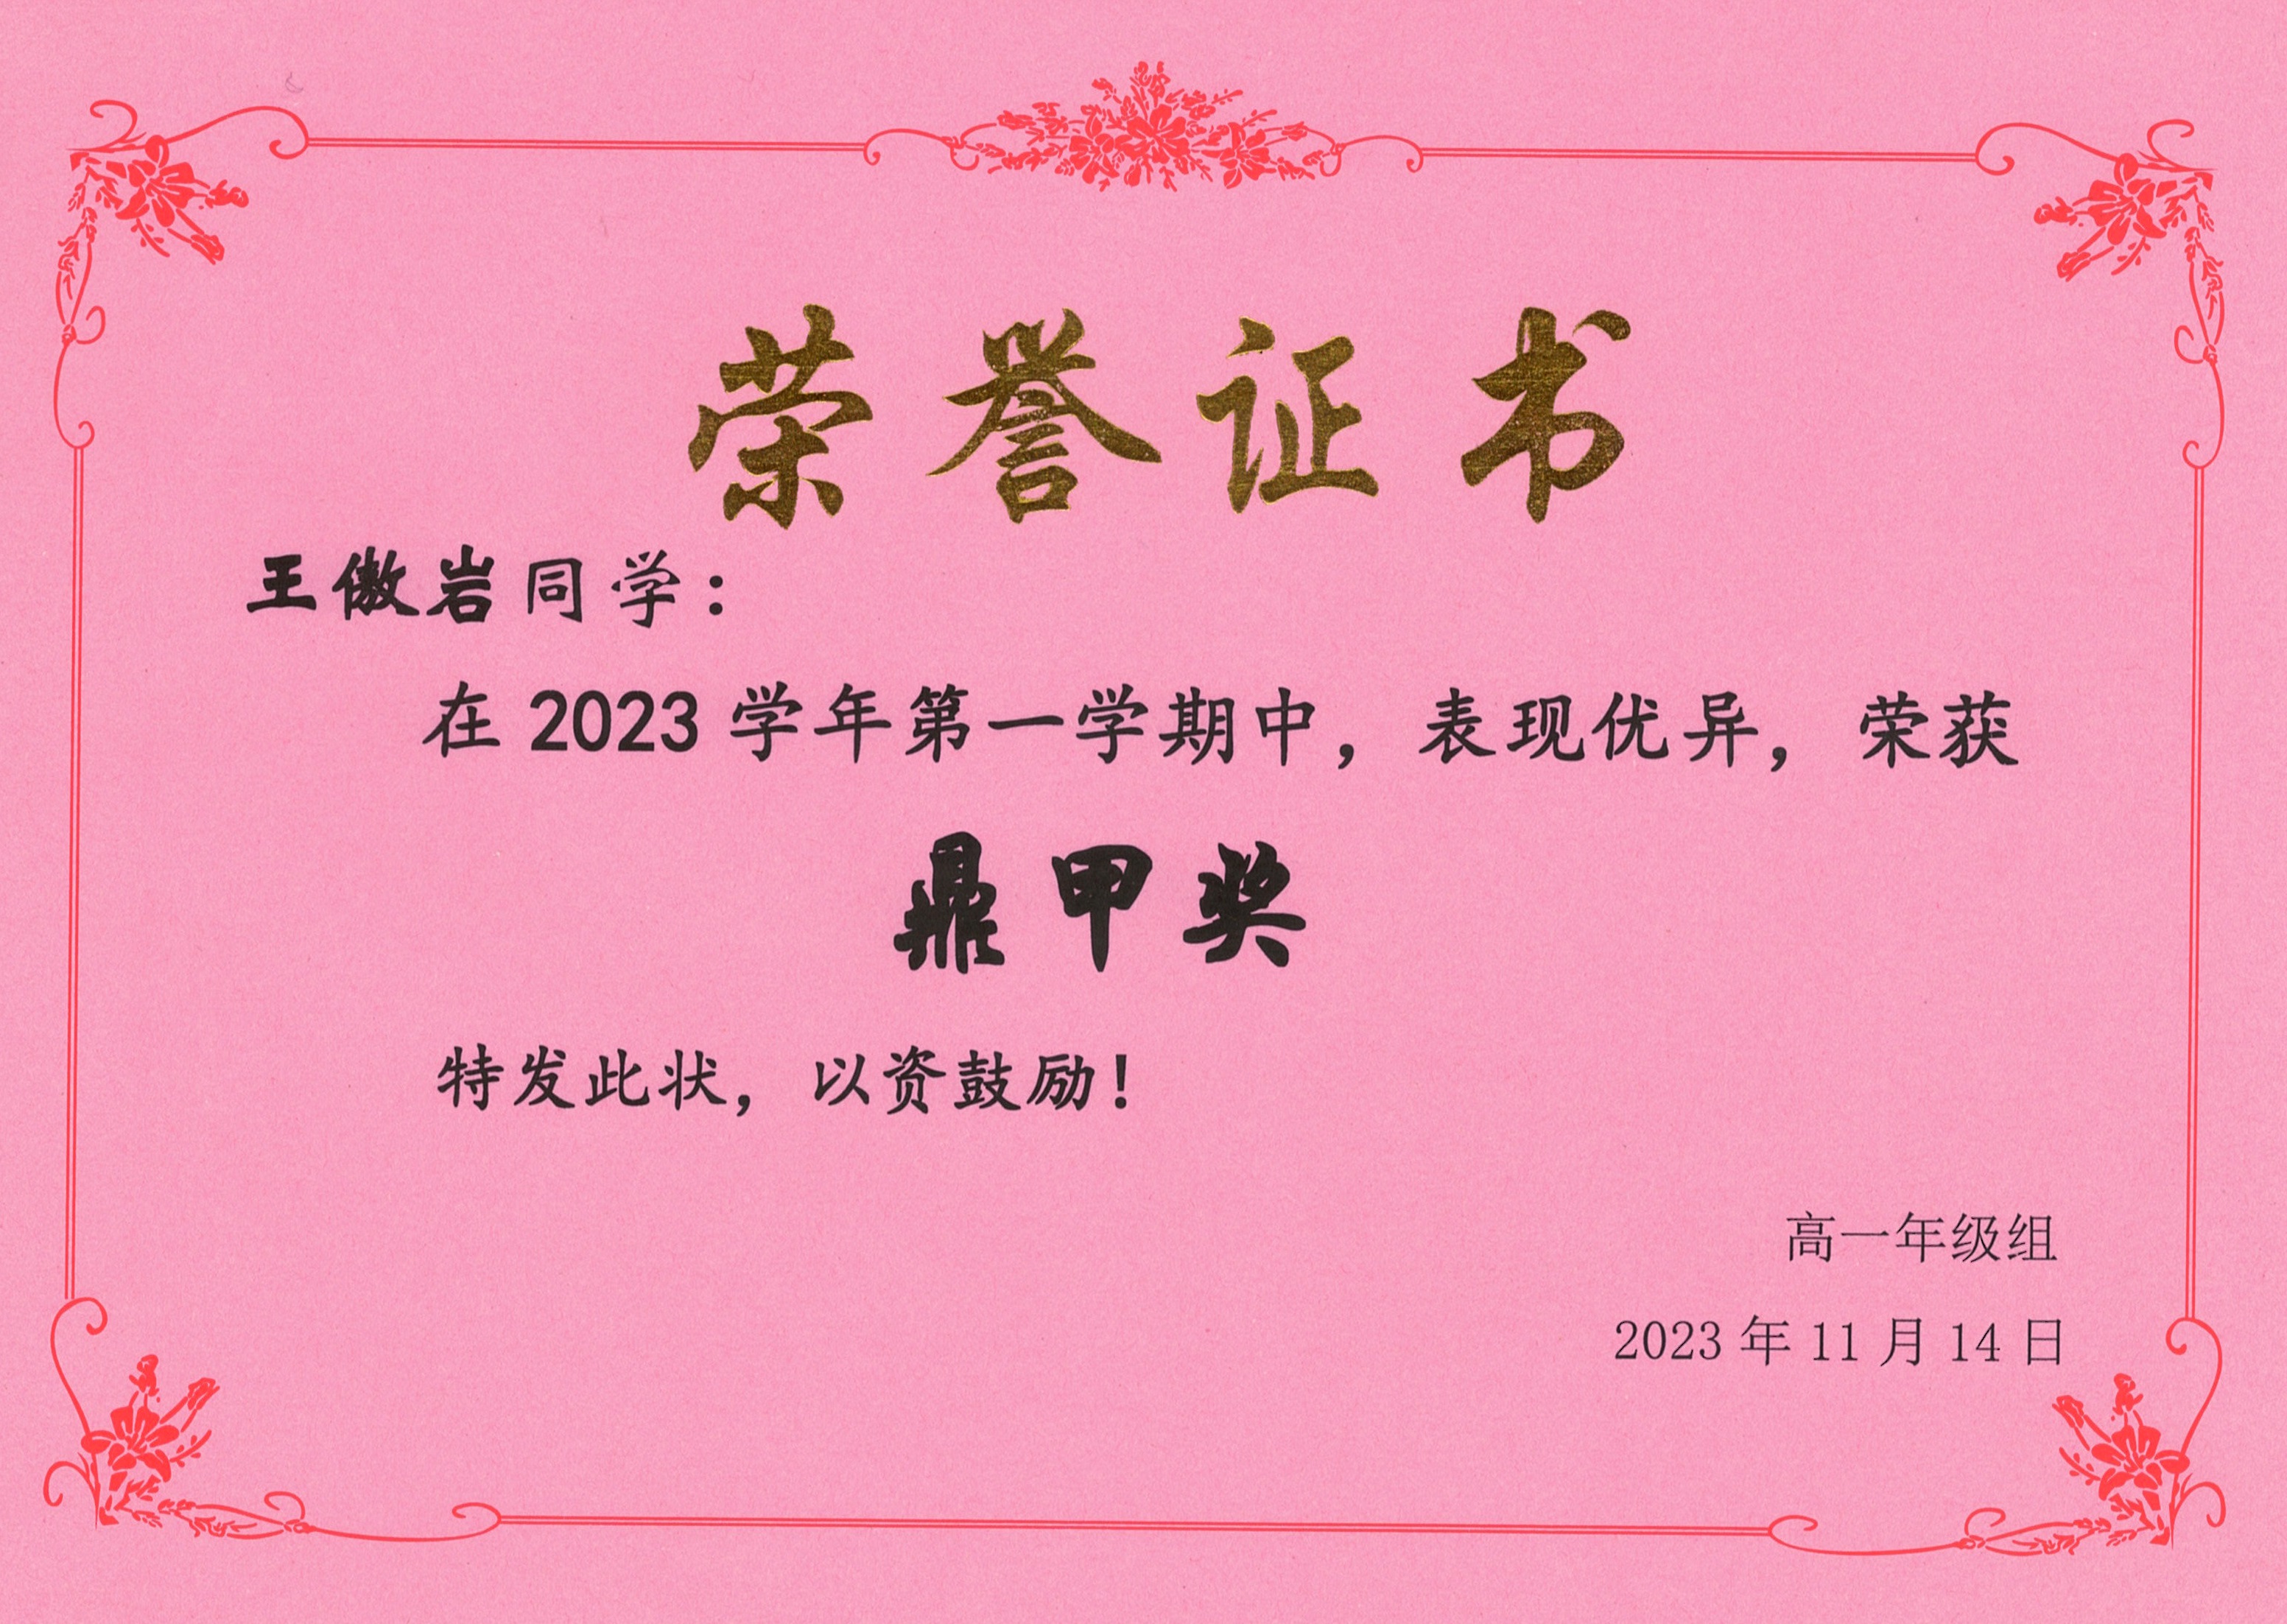 荣誉证书
王傲岩同学：
在 2023 学年第一学期中，表现优异，荣获
鼎甲奖
特发此状，以资鼓励！
高一年级组
2023 年 11 月 14 日